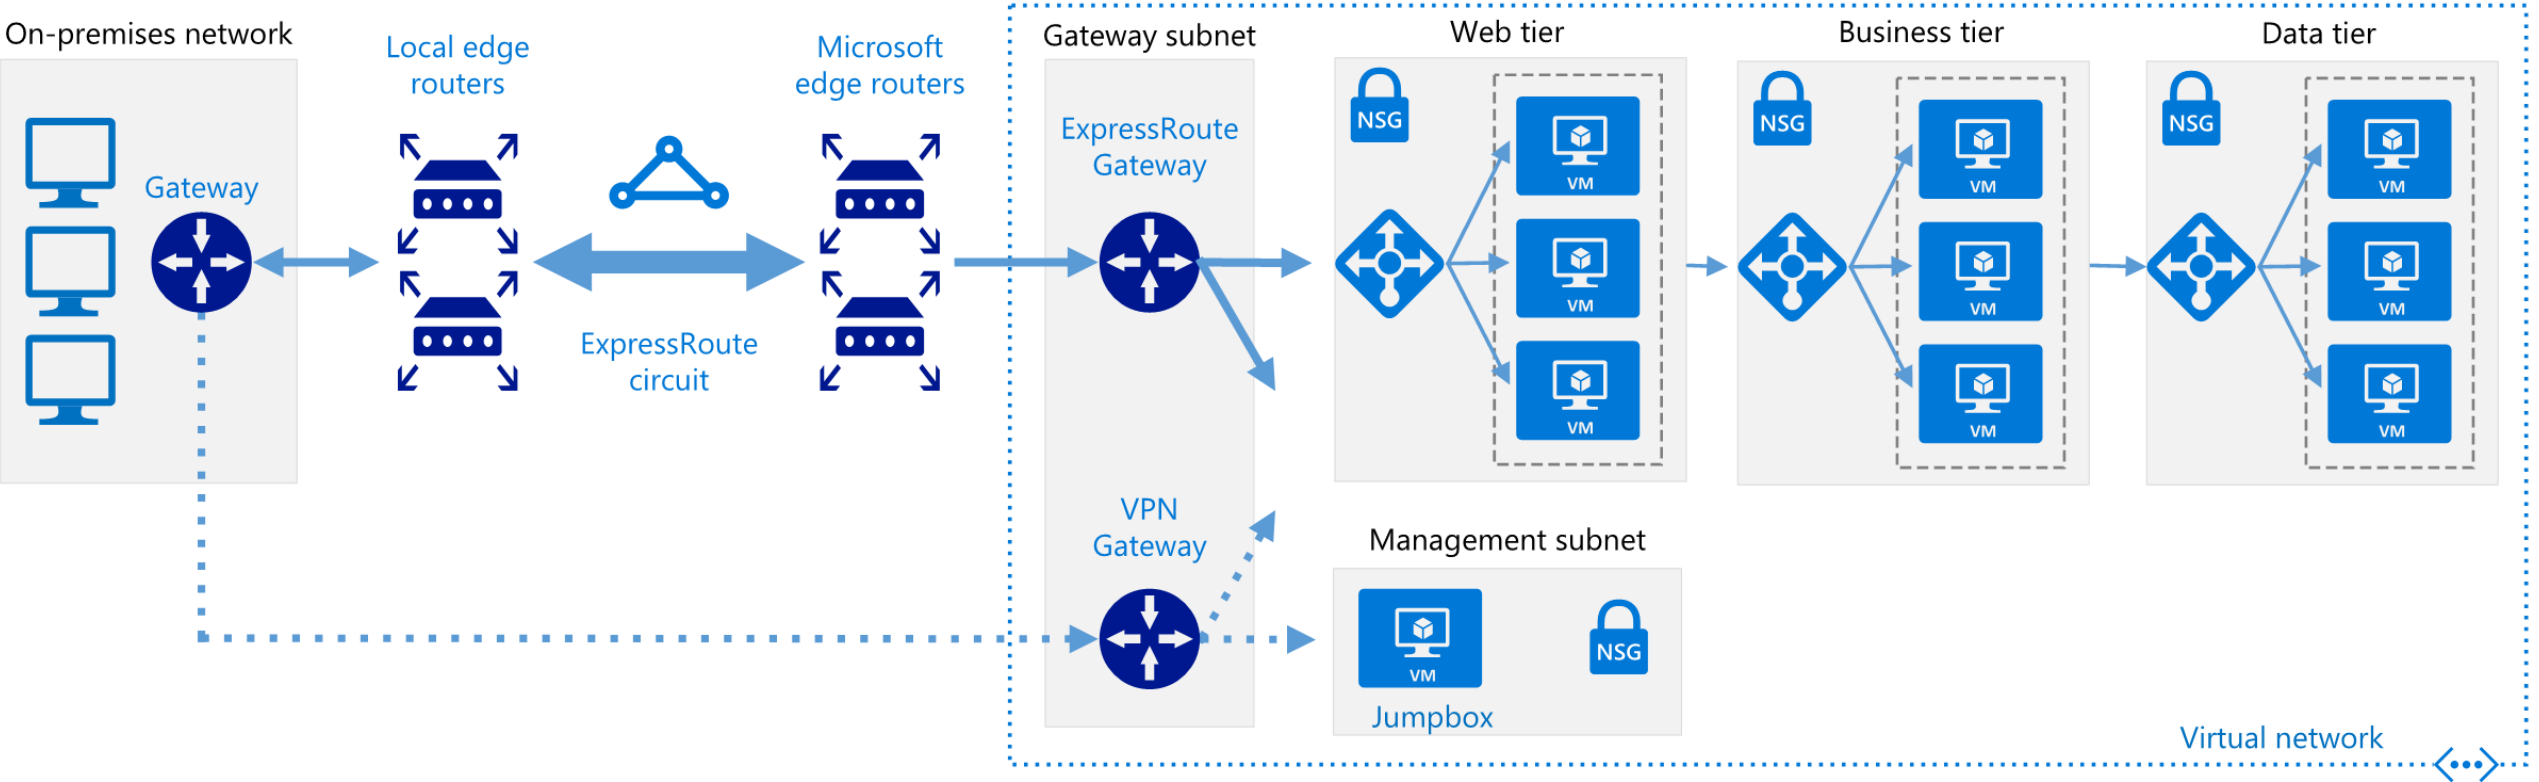 On-premises network
Gateway
Local edge
routers
ExpressRoute
circuit
Microsoft
edge routers
Gateway subnet
ExpressRoute
Gateway
VPN
Gateway
Web tier
NSG
VM
VM
VM
Business tier
NSG
VM
VM
VM
Data tier
NSG
VM
VM
VM
Management subnet
VM
Jumpbox
NSG
Virtual network